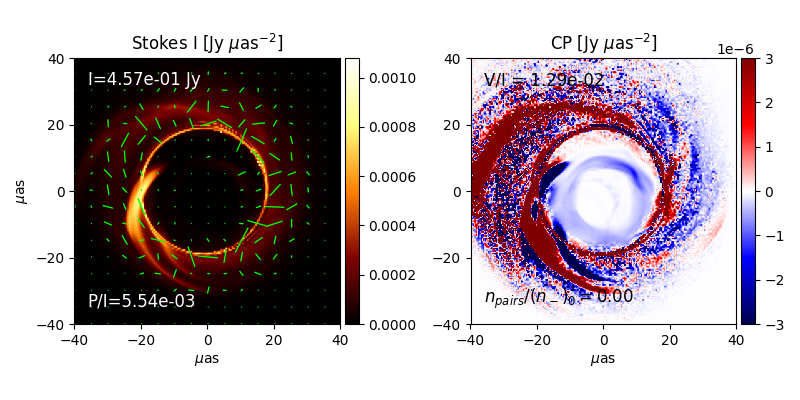 Stokes I [Jy μas⁻²]
I=4.57e-01 Jy
P/I=5.54e-03
40
20
0
−20
−40
μas
−40 −20 0 20 40
μas
0.0010
0.0008
0.0006
0.0004
0.0002
0.0000
CP [Jy μas⁻²]
1e−6
V/I = 1.29e-02
n_pairs/(n_−)_0 = 0.00
40
20
0
−20
−40
−40 −20 0 20 40
μas
3
2
1
0
−1
−2
−3